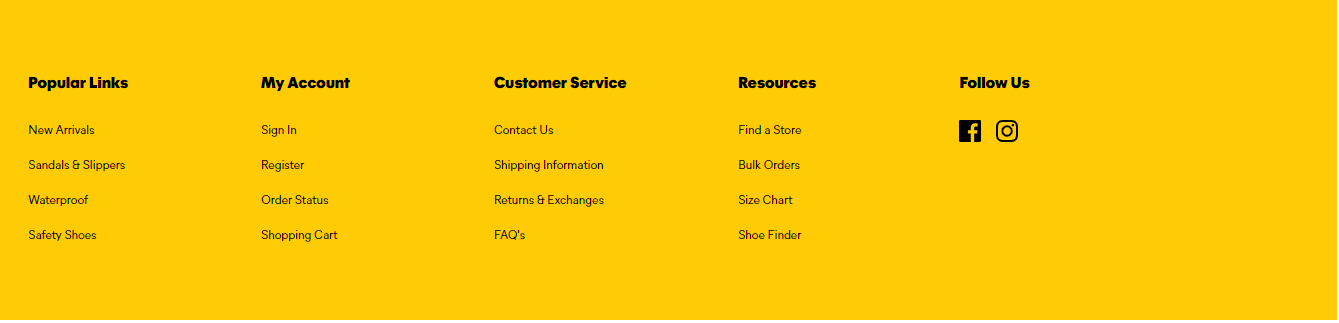 Popular Links
New Arrivals
Sandals & Slippers
Waterproof
Safety Shoes
My Account
Sign In
Register
Order Status
Shopping Cart
Customer Service
Contact Us
Shipping Information
Returns & Exchanges
FAQ's
Resources
Find a Store
Bulk Orders
Size Chart
Shoe Finder
Follow Us